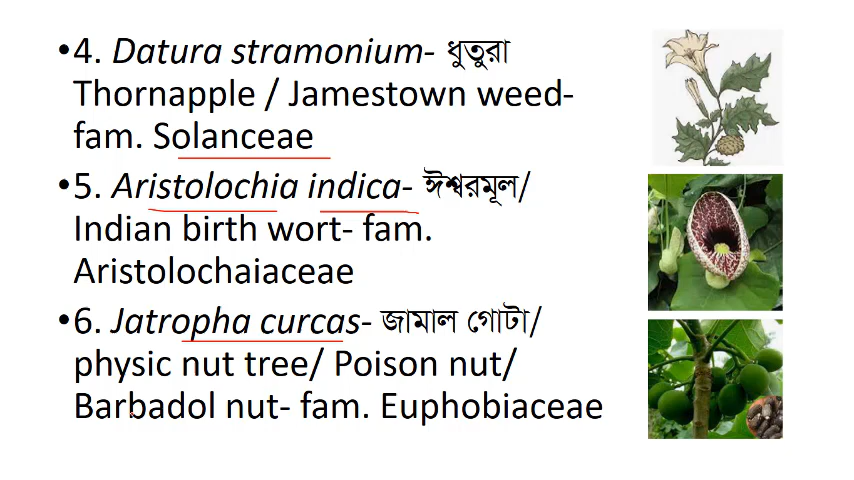 •4. Datura stramonium- ধুতুরা
Thornapple / Jamestown weed-
fam. Solanceae
•5. Aristolochia indica- ঈশ্বরমূল/
Indian birth wort- fam.
Aristolochaiaceae
•6. Jatropha curcas- জামাল গোটা/
physic nut tree/ Poison nut/
Barbadol nut- fam. Euphobiaceae